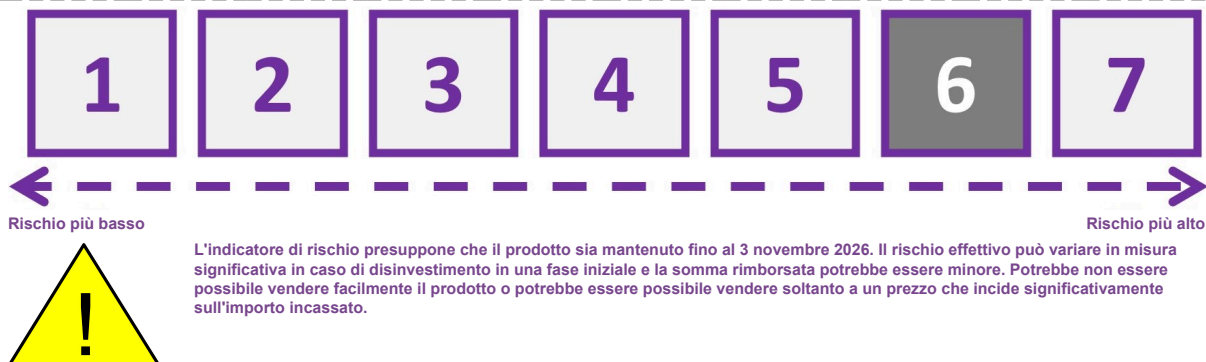 1 2 3 4 5 6 7
Rischio più basso Rischio più alto
!
L'indicatore di rischio presuppone che il prodotto sia mantenuto fino al 3 novembre 2026. Il rischio effettivo può variare in misura
significativa in caso di disinvestimento in una fase iniziale e la somma rimborsata potrebbe essere minore. Potrebbe non essere
possibile vendere facilmente il prodotto o potrebbe essere possibile vendere soltanto a un prezzo che incide significativamente
sull'importo incassato.